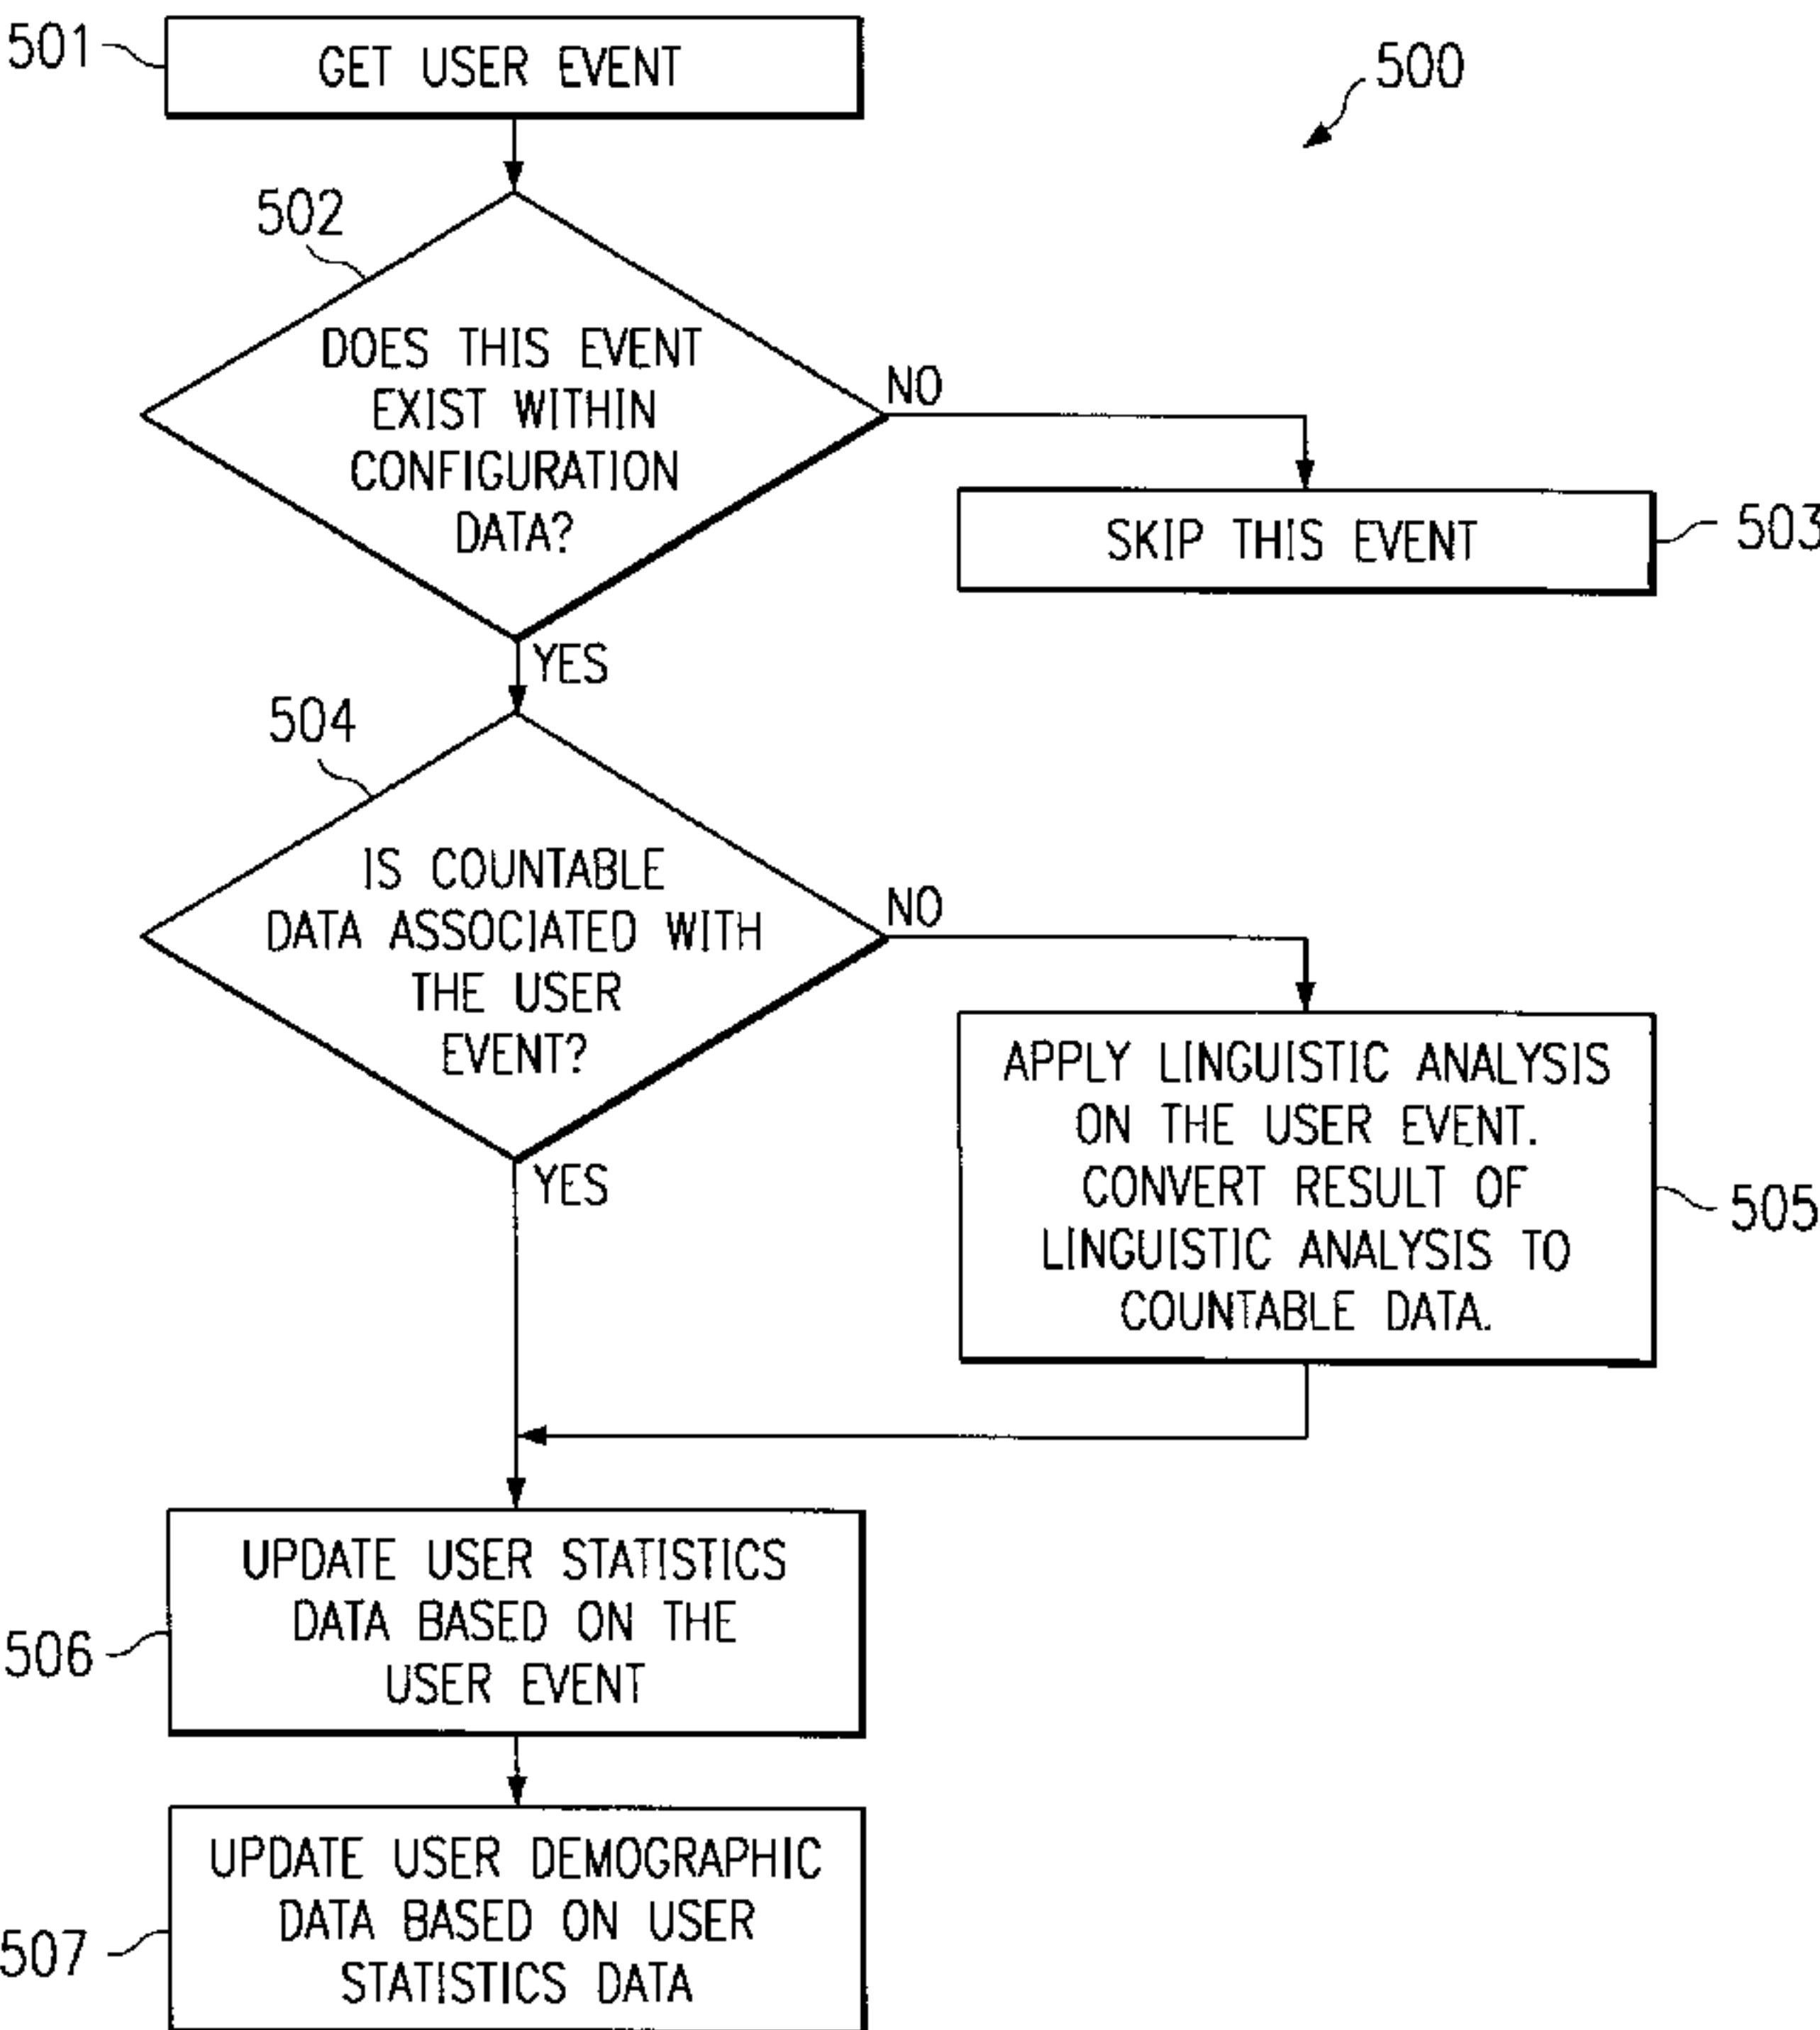 501
GET USER EVENT
500
502
DOES THIS EVENT
EXIST WITHIN
CONFIGURATION
DATA?
NO
SKIP THIS EVENT
503
YES
504
IS COUNTABLE
DATA ASSOCIATED WITH
THE USER
EVENT?
NO
APPLY LINGUISTIC ANALYSIS
ON THE USER EVENT.
CONVERT RESULT OF
LINGUISTIC ANALYSIS TO
COUNTABLE DATA.
505
YES
UPDATE USER STATISTICS
DATA BASED ON THE
USER EVENT
506
UPDATE USER DEMOGRAPHIC
DATA BASED ON USER
STATISTICS DATA
507